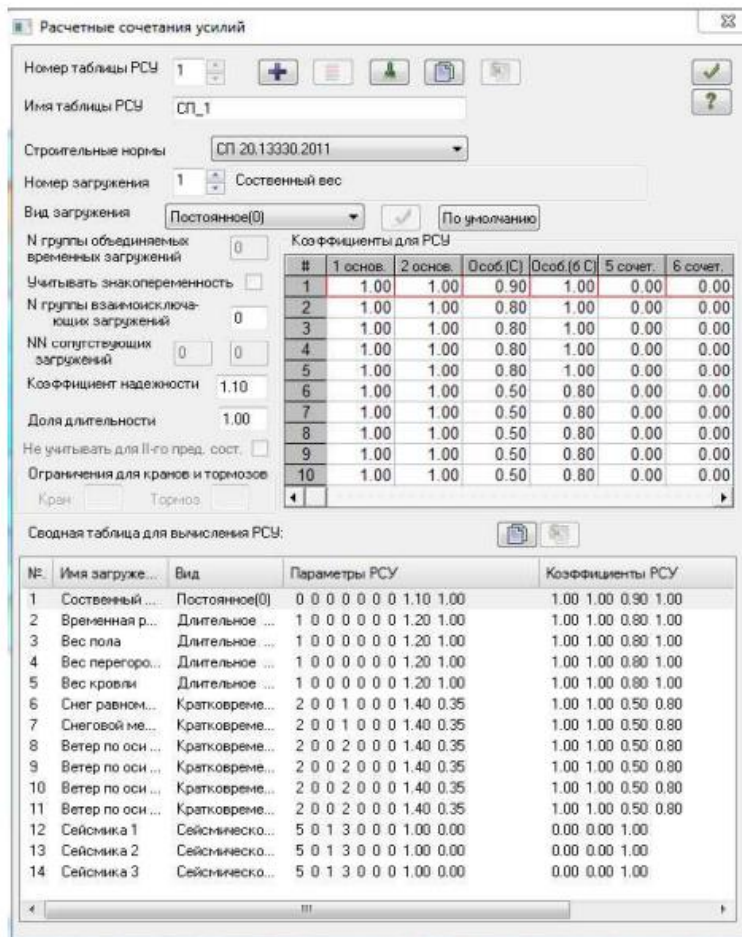 Расчетные сочетания усилий
Номер таблицы РСУ 1
Имя таблицы РСУ СП_1
Строительные нормы СП 20.13330.2011
Номер загружения 1 Соственный вес
Вид загружения Постоянное(0) По умолчанию
N группы объединяемых временных загружений 0
Учитывать знакопеременность
N группы взаимоисключа-
ющих загружений 0
NN сопутствующих загружений 0 0
Коэффициент надежности 1.10
Доля длительности 1.00
Не учитывать для II-го пред. сост.
Ограничения для кранов и тормозов
Кран Тормоз
Коэффициенты для РСУ
# 1 основ. 2 основ. Особ.(С) Особ.(б С) 5 сочет. 6 сочет.
1 1.00 1.00 0.90 1.00 0.00 0.00
2 1.00 1.00 0.80 1.00 0.00 0.00
3 1.00 1.00 0.80 1.00 0.00 0.00
4 1.00 1.00 0.80 1.00 0.00 0.00
5 1.00 1.00 0.80 1.00 0.00 0.00
6 1.00 1.00 0.50 0.80 0.00 0.00
7 1.00 1.00 0.50 0.80 0.00 0.00
8 1.00 1.00 0.50 0.80 0.00 0.00
9 1.00 1.00 0.50 0.80 0.00 0.00
10 1.00 1.00 0.50 0.80 0.00 0.00
Сводная таблица для вычисления РСУ:
№. Имя загруже... Вид Параметры РСУ Коэффициенты РСУ
1 Соственный ... Постоянное(0) 0 0 0 0 0 0 0 1.10 1.00 1.00 1.00 0.90 1.00
2 Временная р... Длительное ... 1 0 0 0 0 0 0 1.20 1.00 1.00 1.00 0.80 1.00
3 Вес пола Длительное ... 1 0 0 0 0 0 0 1.20 1.00 1.00 1.00 0.80 1.00
4 Вес перегоро... Длительное ... 1 0 0 0 0 0 0 1.20 1.00 1.00 1.00 0.80 1.00
5 Вес кровли Длительное ... 1 0 0 0 0 0 0 1.20 1.00 1.00 1.00 0.80 1.00
6 Снег равном... Кратковреме... 2 0 0 1 0 0 0 1.40 0.35 1.00 1.00 0.50 0.80
7 Снеговой ме... Кратковреме... 2 0 0 1 0 0 0 1.40 0.35 1.00 1.00 0.50 0.80
8 Ветер по оси ... Кратковреме... 2 0 0 2 0 0 0 1.40 0.35 1.00 1.00 0.50 0.80
9 Ветер по оси ... Кратковреме... 2 0 0 2 0 0 0 1.40 0.35 1.00 1.00 0.50 0.80
10 Ветер по оси ... Кратковреме... 2 0 0 2 0 0 0 1.40 0.35 1.00 1.00 0.50 0.80
11 Ветер по оси ... Кратковреме... 2 0 0 2 0 0 0 1.40 0.35 1.00 1.00 0.50 0.80
12 Сейсмика 1 Сейсмическо... 5 0 1 3 0 0 0 1.00 0.00 0.00 0.00 1.00
13 Сейсмика 2 Сейсмическо... 5 0 1 3 0 0 0 1.00 0.00 0.00 0.00 1.00
14 Сейсмика 3 Сейсмическо... 5 0 1 3 0 0 0 1.00 0.00 0.00 0.00 1.00